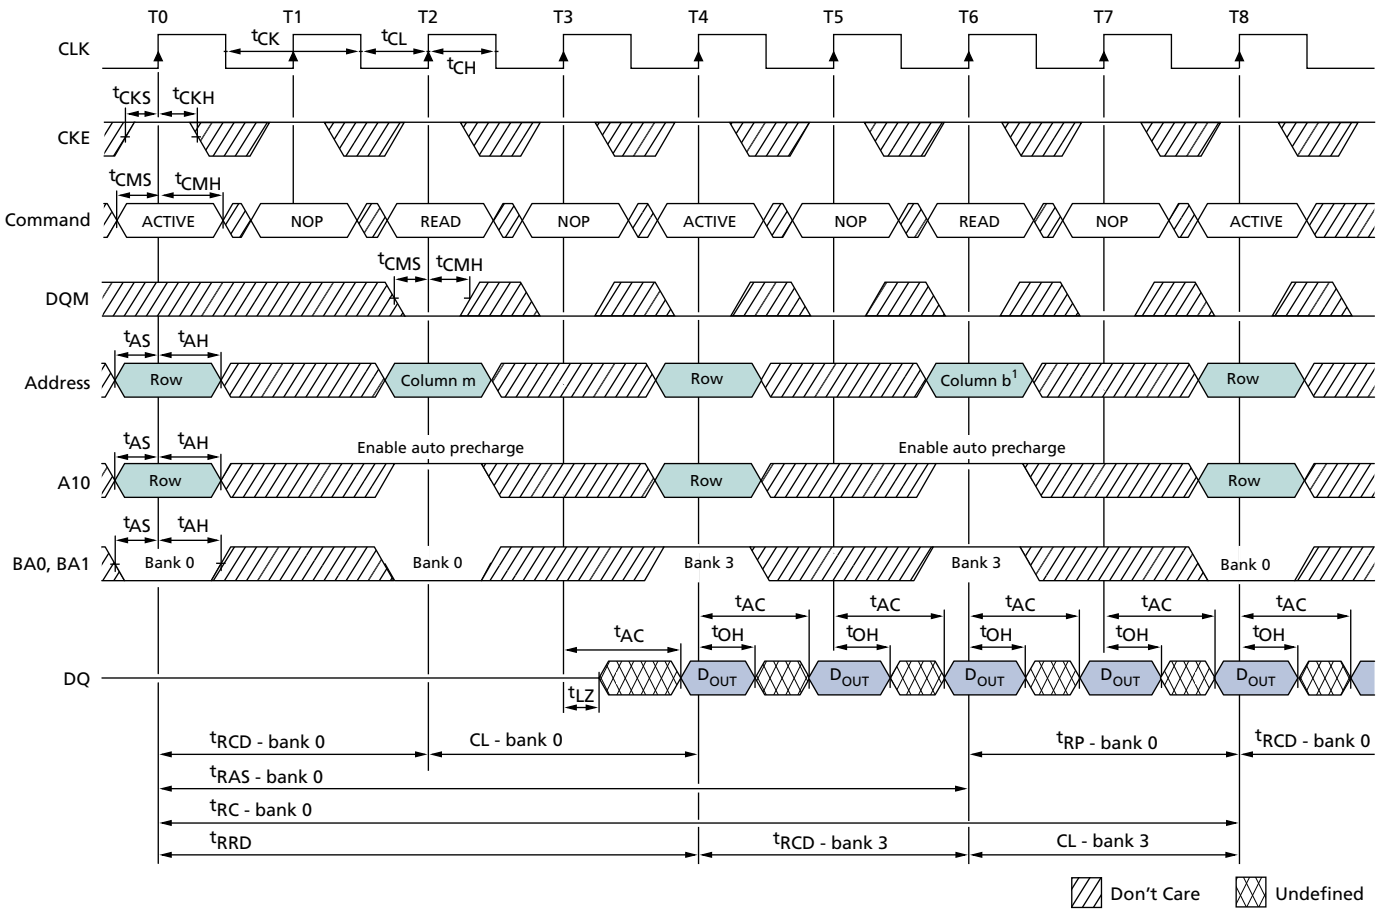 T0 T1 T2 T3 T4 T5 T6 T7 T8
CLK tCK tCL tCH
tCKS tCKH
CKE
tCMS tCMH
Command ACTIVE NOP READ NOP ACTIVE NOP READ NOP ACTIVE
tCMS tCMH
DQM
tAS tAH
Address Row Column m Row Column b1 Row
tAS tAH Enable auto precharge Enable auto precharge
A10 Row Row Row
tAS tAH
BA0, BA1 Bank 0 Bank 0 Bank 3 Bank 3 Bank 0
tAC tAC tAC tAC tAC
tAC tOH tOH tOH tOH tOH
DQ DOUT DOUT DOUT DOUT DOUT
tLZ
tRCD - bank 0 CL - bank 0 tRP - bank 0 tRCD - bank 0
tRAS - bank 0
tRC - bank 0
tRRD tRCD - bank 3 CL - bank 3
Don't Care Undefined